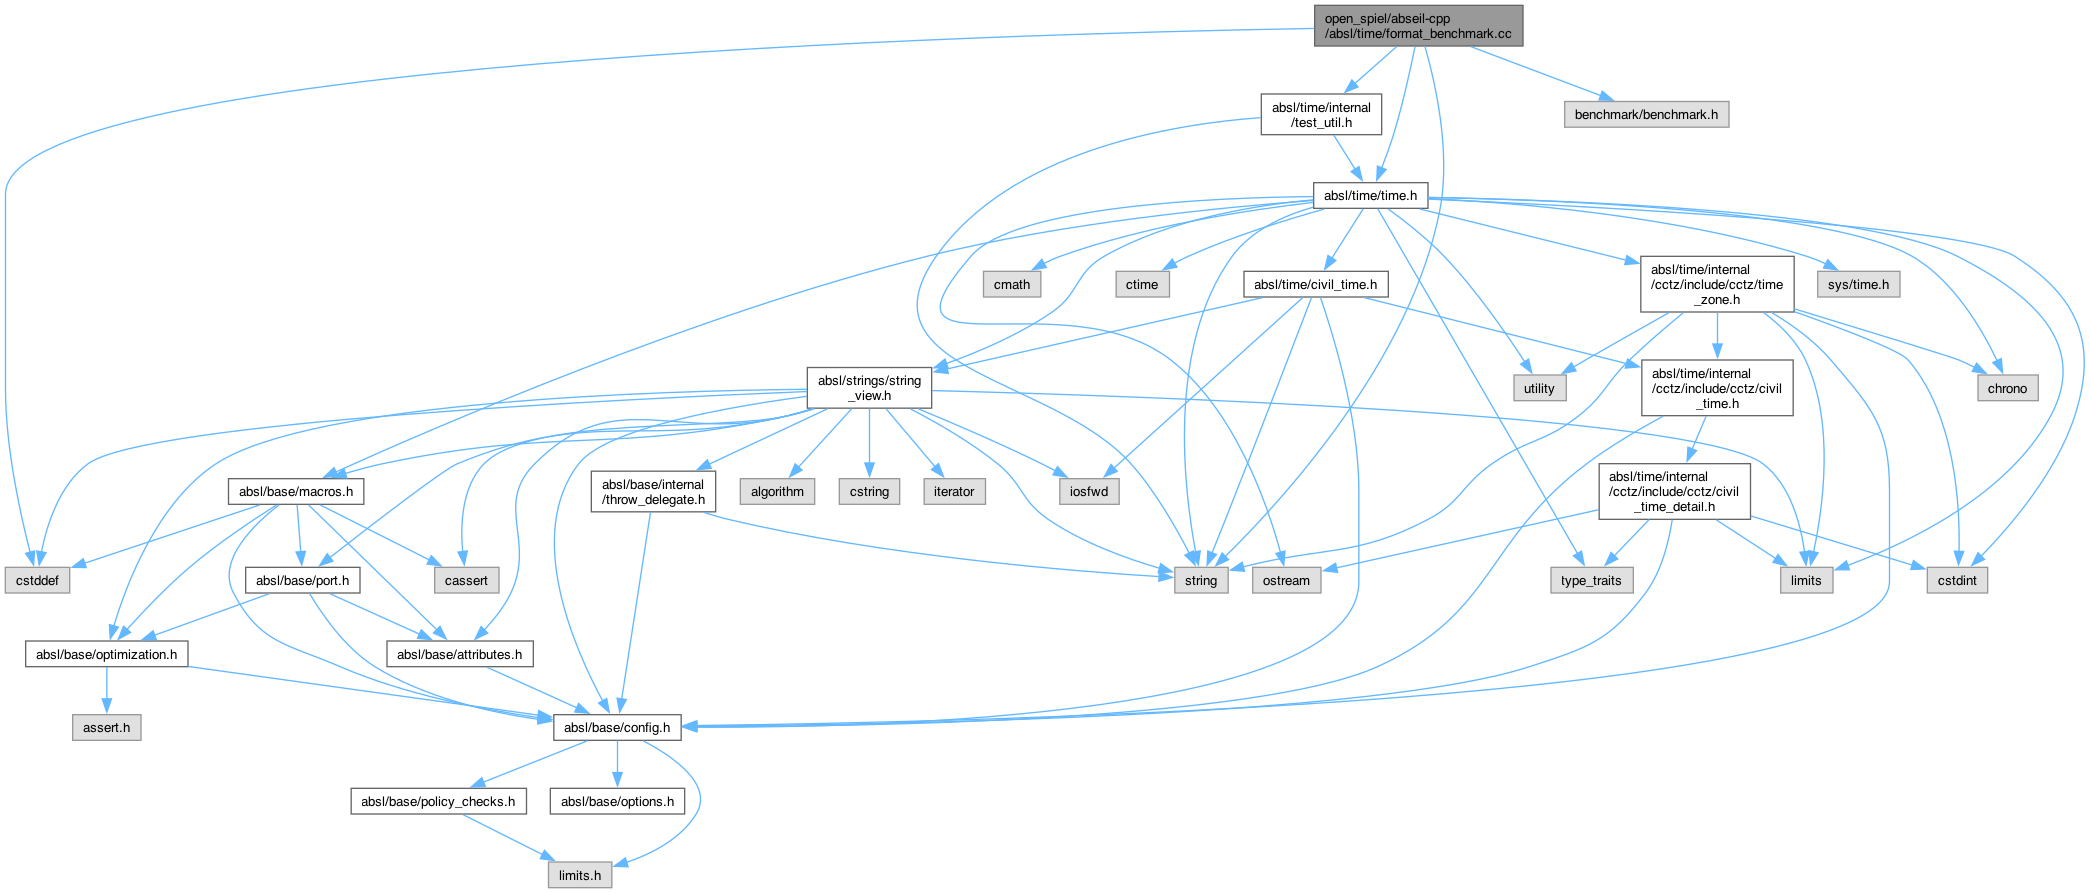 open_spiel/abseil-cpp
/absl/time/format_benchmark.cc
absl/time/internal
/test_util.h
benchmark/benchmark.h
absl/time/time.h
cmath
ctime
absl/time/civil_time.h
absl/time/internal
/cctz/include/cctz/time
_zone.h
sys/time.h
absl/strings/string
_view.h
utility
absl/time/internal
/cctz/include/cctz/civil
_time.h
chrono
absl/base/macros.h
absl/base/internal
/throw_delegate.h
algorithm
cstring
iterator
iosfwd
absl/time/internal
/cctz/include/cctz/civil
_time_detail.h
cstddef
absl/base/port.h
cassert
string
ostream
type_traits
limits
cstdint
absl/base/optimization.h
absl/base/attributes.h
assert.h
absl/base/config.h
absl/base/policy_checks.h
absl/base/options.h
limits.h